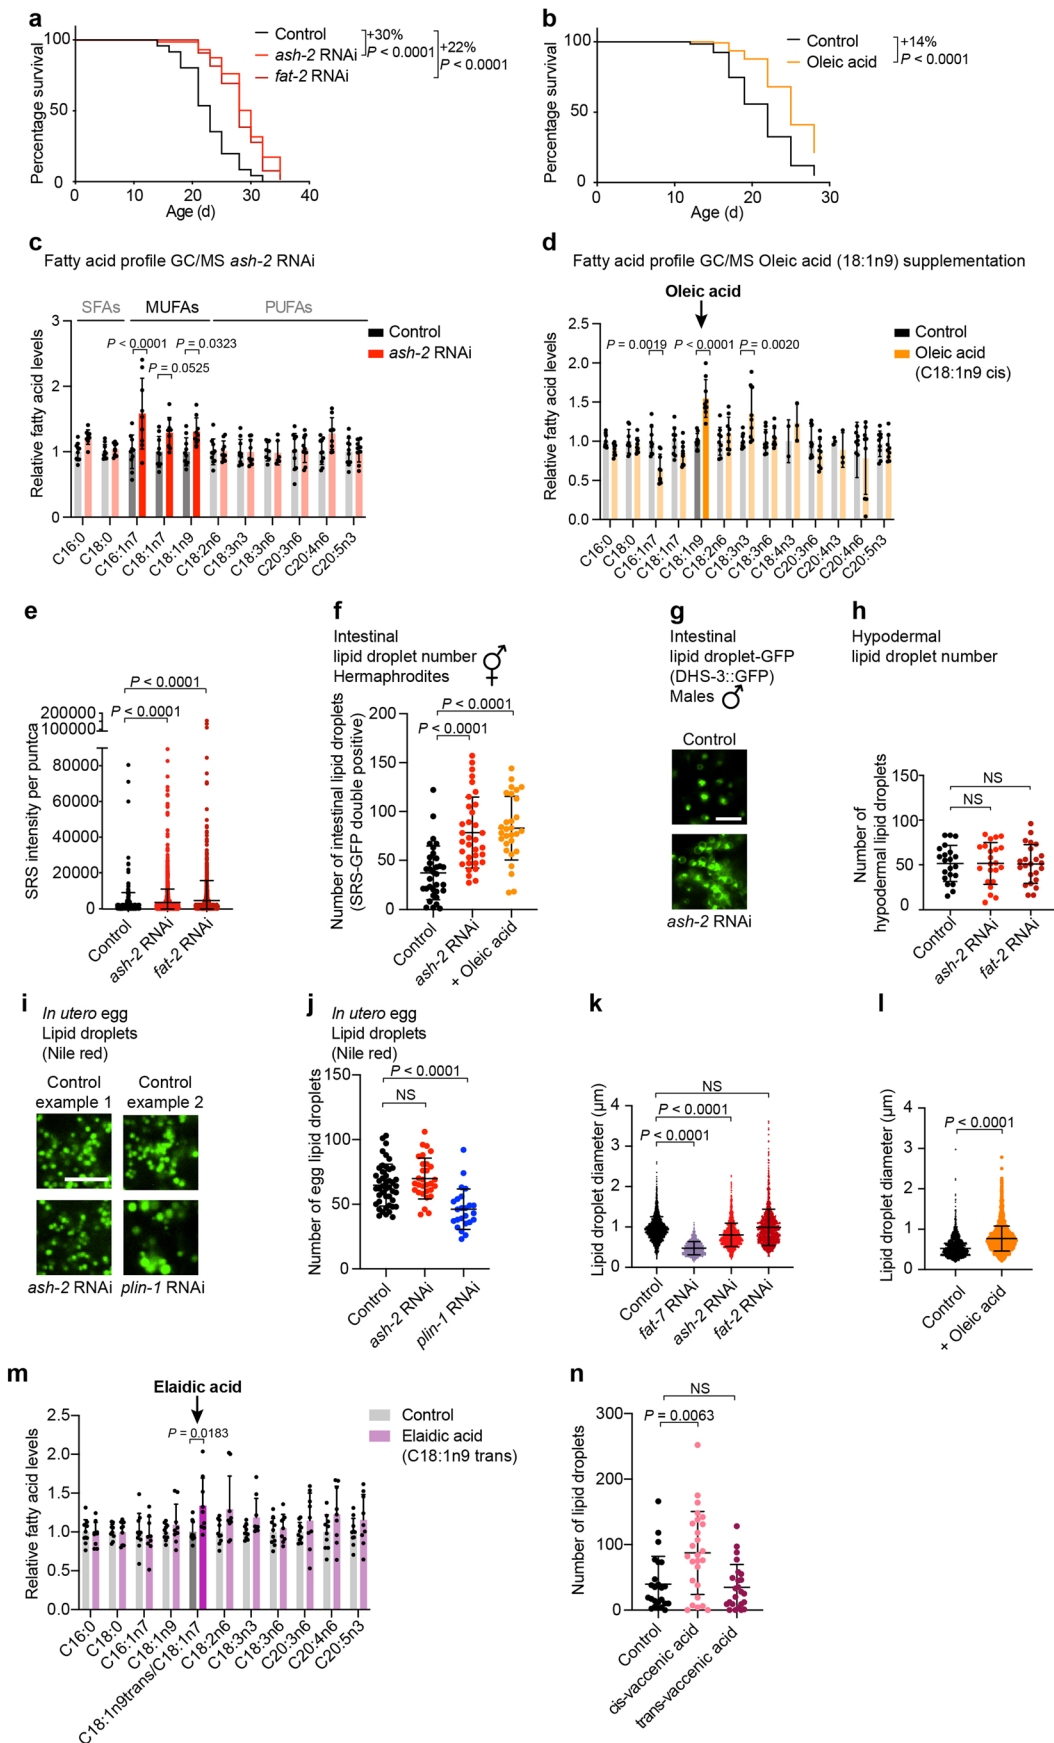 a
Percentage survival
100
50
0
0
10
20
30
40
Age (d)
Control
ash-2 RNAi
fat-2 RNAi
+30%
P < 0.0001
+22%
P < 0.0001
b
Percentage survival
100
50
0
0
10
20
30
Age (d)
Control
Oleic acid
+14%
P < 0.0001
c
Fatty acid profile GC/MS ash-2 RNAi
SFAs MUFAs PUFAs
Relative fatty acid levels
3
2
1
0
P < 0.0001
P = 0.0323
P = 0.0525
Control
ash-2 RNAi
C16:0
C18:0
C16:1n7
C18:1n7
C18:1n9
C18:2n6
C18:3n3
C18:3n6
C20:3n6
C20:4n6
C20:5n3
d
Fatty acid profile GC/MS Oleic acid (18:1n9) supplementation
Oleic acid
Relative fatty acid levels
2.5
2.0
1.5
1.0
0.5
0.0
P = 0.0019
P < 0.0001
P = 0.0020
Control
Oleic acid
(C18:1n9 cis)
C16:0
C18:0
C16:1n7
C18:1n7
C18:1n9
C18:2n6
C18:3n3
C18:3n6
C18:4n3
C20:3n6
C20:4n3
C20:4n6
C20:5n3
e
SRS intensity per puntca
P < 0.0001
P < 0.0001
200000
100000
80000
60000
40000
20000
0
Control
ash-2 RNAi
fat-2 RNAi
f
Intestinal
lipid droplet number
Hermaphrodites
Number of intestinal lipid droplets
(SRS-GFP double positive)
P < 0.0001
P < 0.0001
200
150
100
50
0
Control
ash-2 RNAi
+ Oleic acid
g
Intestinal
lipid droplet-GFP
(DHS-3::GFP)
Males
Control
ash-2 RNAi
h
Hypodermal
lipid droplet number
Number of
hypodermal lipid droplets
NS
NS
150
100
50
0
Control
ash-2 RNAi
fat-2 RNAi
i
In utero egg
Lipid droplets
(Nile red)
Control
example 1
Control
example 2
ash-2 RNAi
plin-1 RNAi
j
In utero egg
Lipid droplets
(Nile red)
Number of egg lipid droplets
P < 0.0001
NS
150
100
50
0
Control
ash-2 RNAi
plin-1 RNAi
k
Lipid droplet diameter (µm)
NS
P < 0.0001
P < 0.0001
4
3
2
1
0
Control
fat-7 RNAi
ash-2 RNAi
fat-2 RNAi
l
Lipid droplet diameter (µm)
P < 0.0001
4
3
2
1
0
Control
+ Oleic acid
m
Elaidic acid
Relative fatty acid levels
2.5
2.0
1.5
1.0
0.5
0.0
P = 0.0183
Control
Elaidic acid
(C18:1n9 trans)
C16:0
C18:0
C16:1n7
C18:1n9
C18:1n9trans/C18:1n7
C18:2n6
C18:3n3
C18:3n6
C20:3n6
C20:4n6
C20:5n3
n
Number of lipid droplets
NS
P = 0.0063
300
200
100
0
Control
cis-vaccenic acid
trans-vaccenic acid